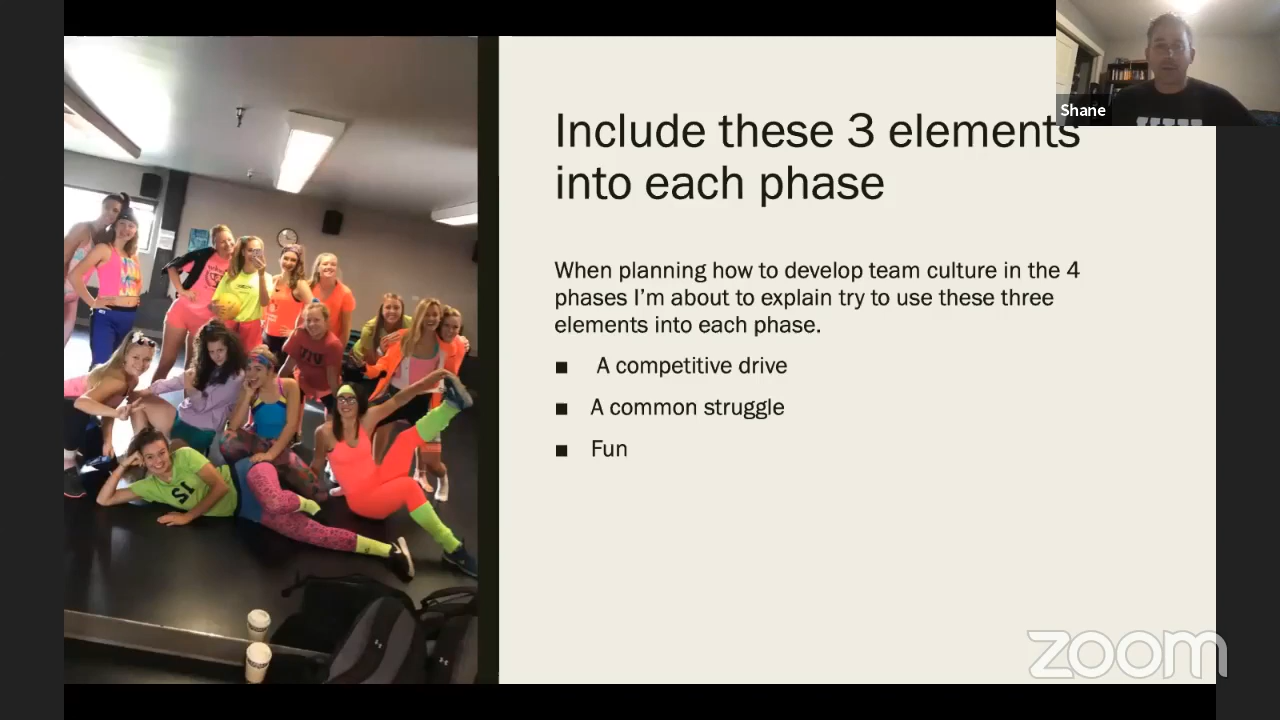 Shane
Include these 3 elements
into each phase
When planning how to develop team culture in the 4
phases I'm about to explain try to use these three
elements into each phase.
■ A competitive drive
■ A common struggle
■ Fun
zoom